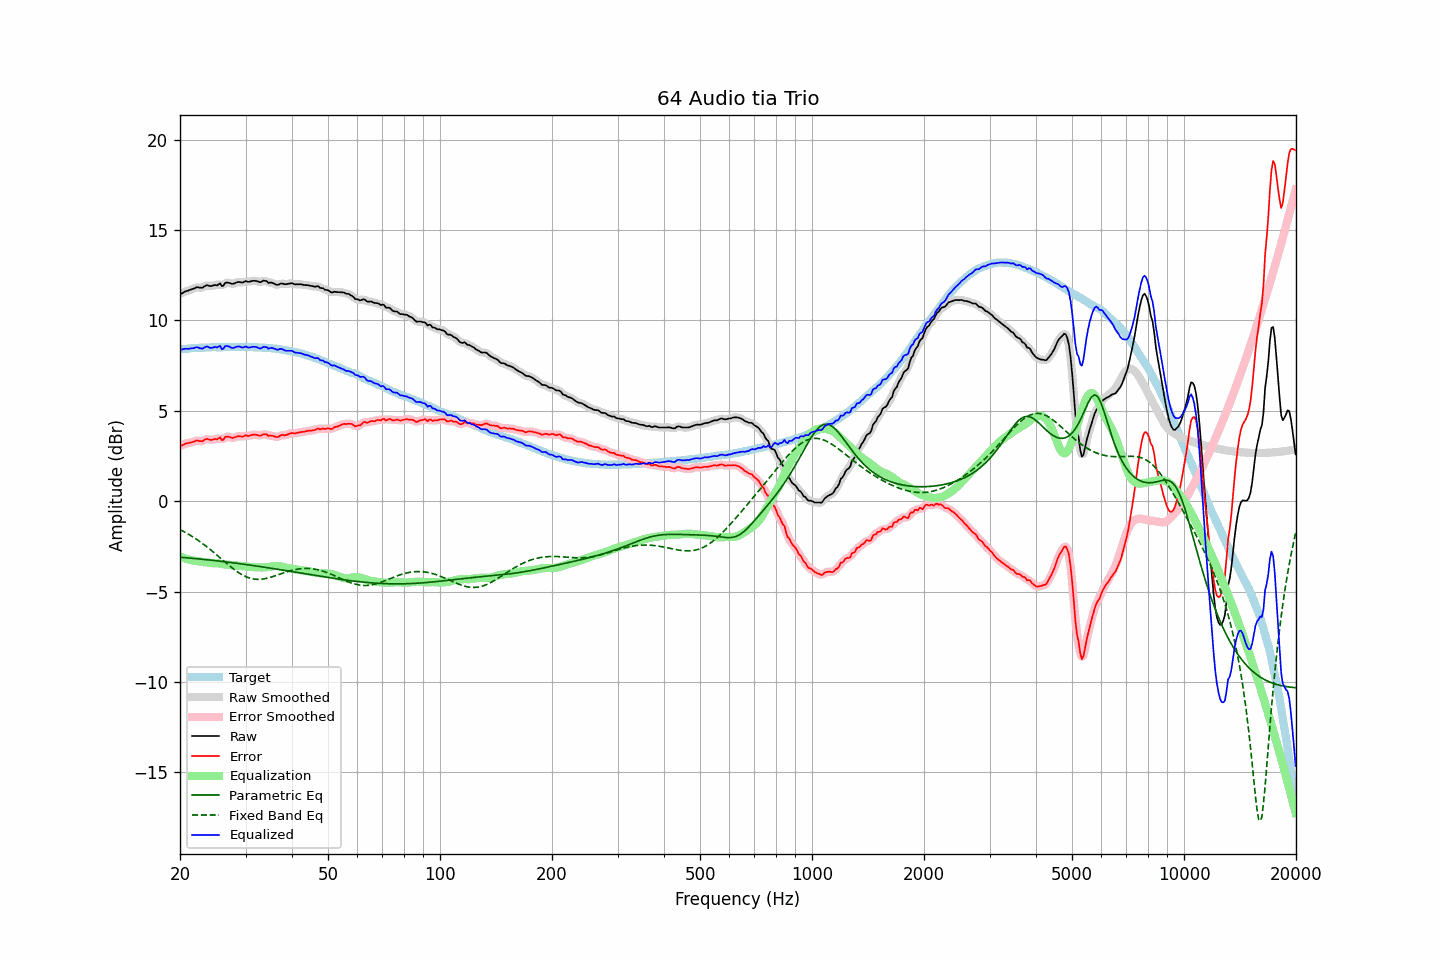 64 Audio tia Trio
Amplitude (dBr)
20
15
10
5
0
−5
−10
−15
Target
Raw Smoothed
Error Smoothed
Raw
Error
Equalization
Parametric Eq
Fixed Band Eq
Equalized
20 50 100 200 500 1000 2000 5000 10000 20000
Frequency (Hz)